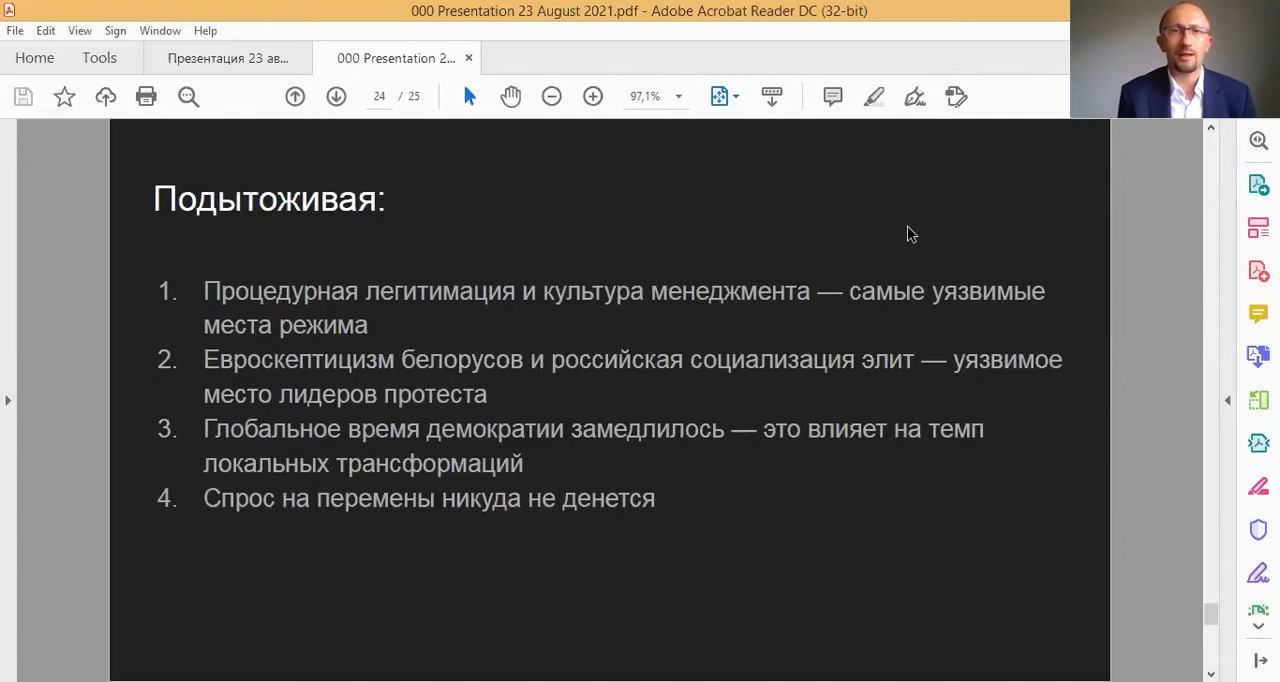 000 Presentation 23 August 2021.pdf - Adobe Acrobat Reader DC (32-bit)
File Edit View Sign Window Help
Home Tools Презентация 23 ав... 000 Presentation 2... ×
24 / 25 97,1%
Подытоживая:
1. Процедурная легитимация и культура менеджмента — самые уязвимые
места режима
2. Евроскептицизм белорусов и российская социализация элит — уязвимое
место лидеров протеста
3. Глобальное время демократии замедлилось — это влияет на темп
локальных трансформаций
4. Спрос на перемены никуда не денется